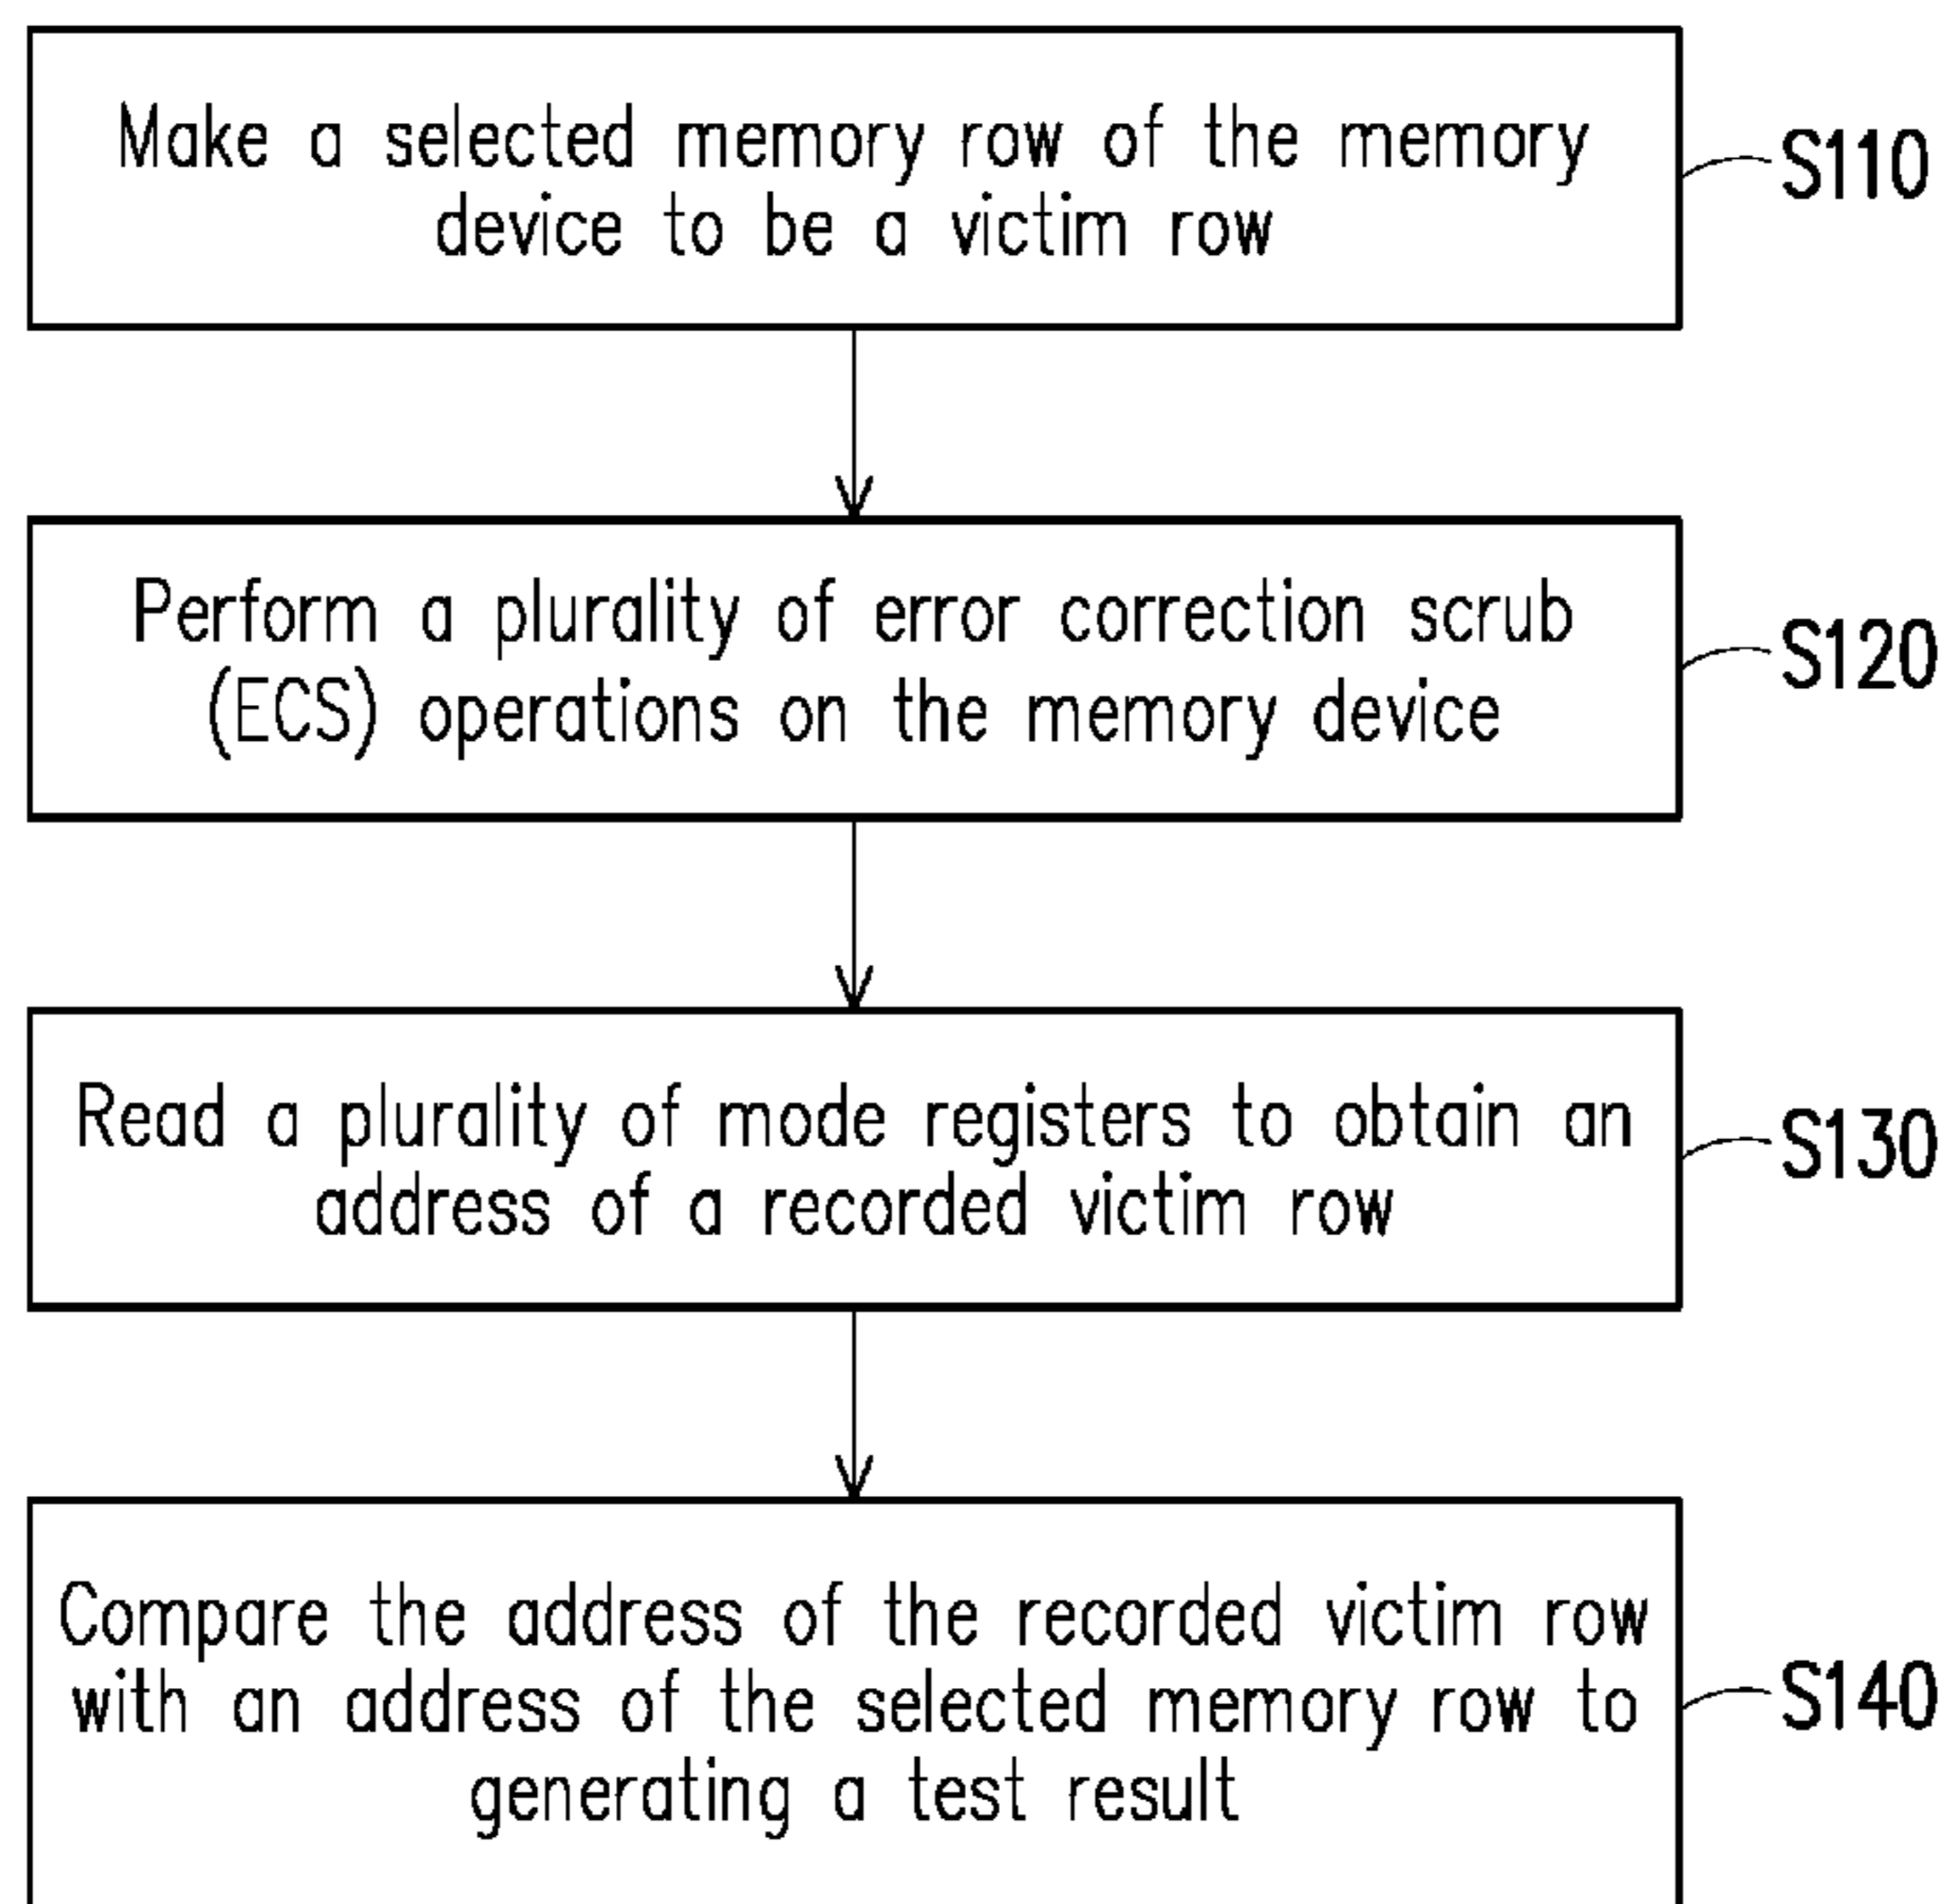 Make a selected memory row of the memory
device to be a victim row
S110
Perform a plurality of error correction scrub
(ECS) operations on the memory device
S120
Read a plurality of mode registers to obtain an
address of a recorded victim row
S130
Compare the address of the recorded victim row
with an address of the selected memory row to
generating a test result
S140